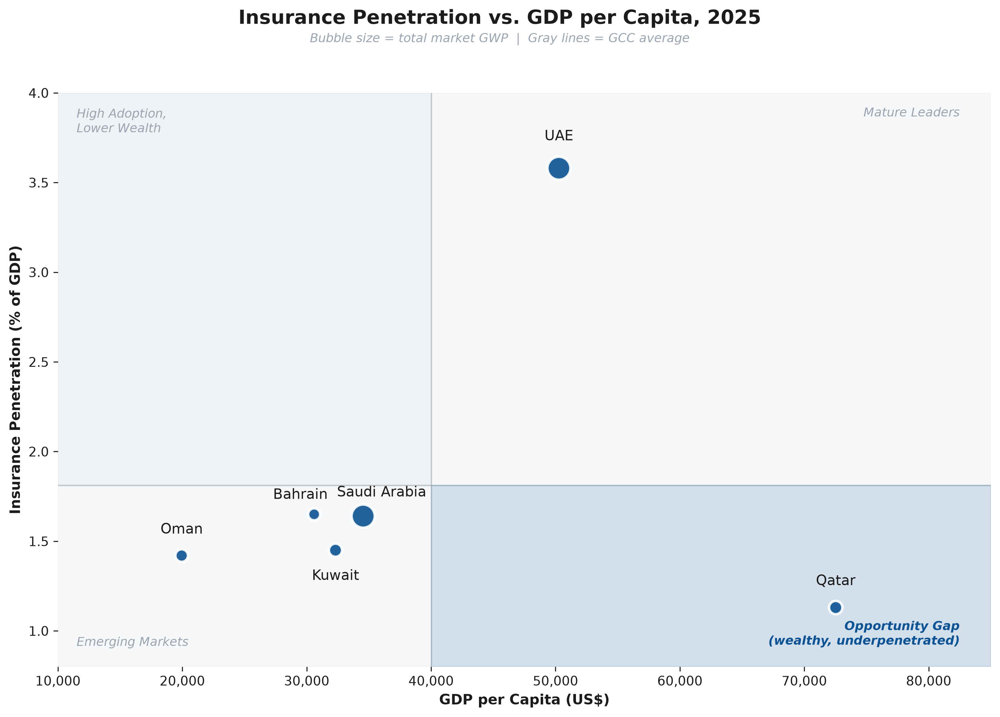 Insurance Penetration vs. GDP per Capita, 2025
Bubble size = total market GWP | Gray lines = GCC average
Insurance Penetration (% of GDP)
4.0
3.5
3.0
2.5
2.0
1.5
1.0
High Adoption,
Lower Wealth
Mature Leaders
UAE
Bahrain
Saudi Arabia
Oman
Kuwait
Qatar
Emerging Markets
Opportunity Gap
(wealthy, underpenetrated)
10,000
20,000
30,000
40,000
50,000
60,000
70,000
80,000
GDP per Capita (US$)